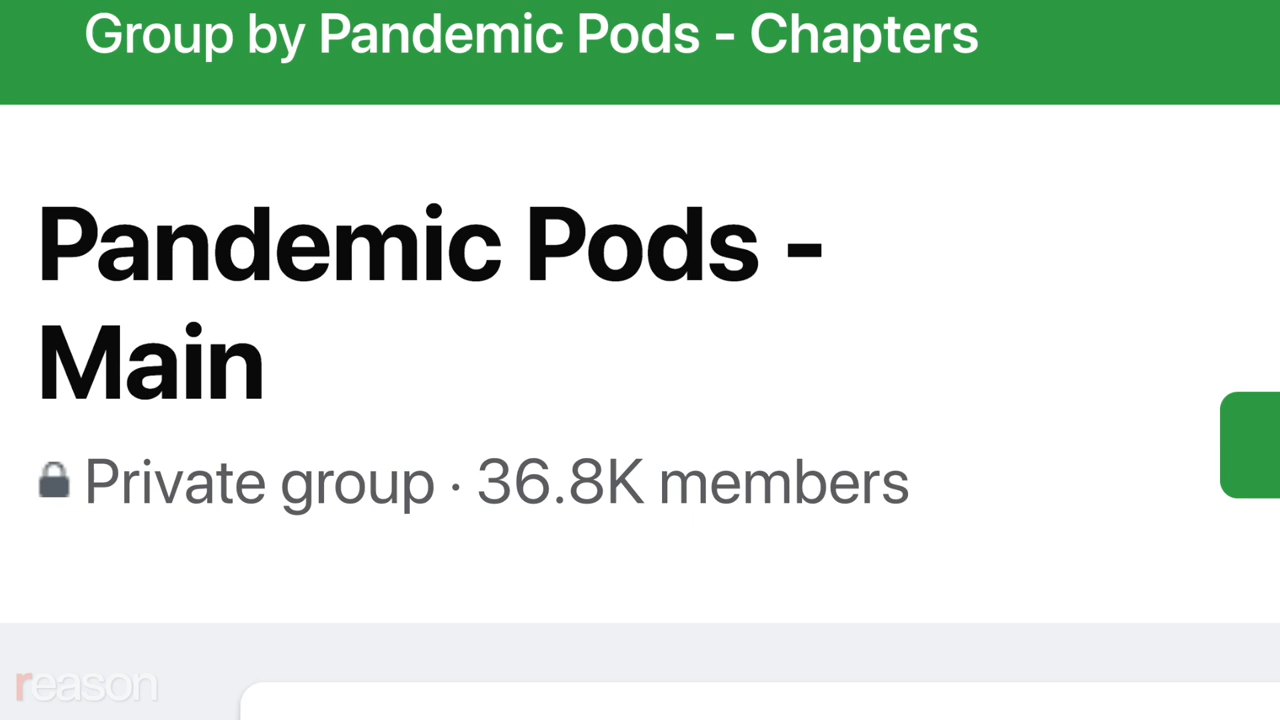 Group by Pandemic Pods - Chapters
Pandemic Pods -
Main
Private group · 36.8K members
reason